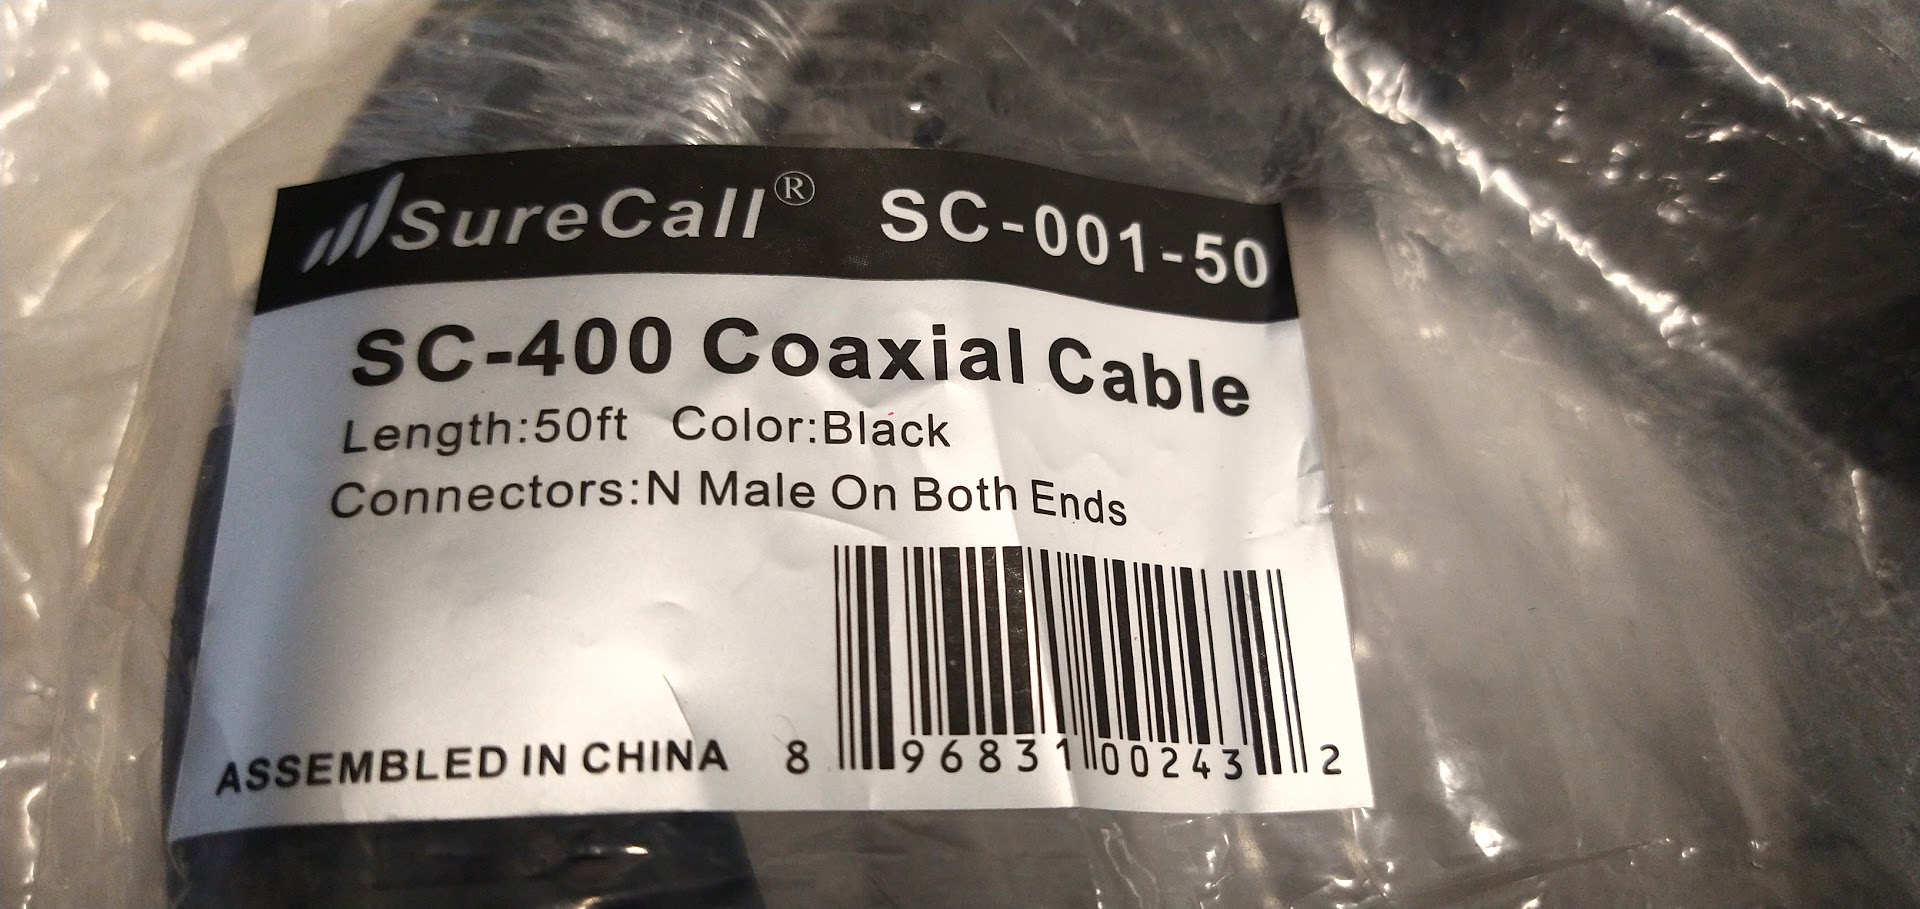 SureCall® SC-001-50
SC-400 Coaxial Cable
Length:50ft Color:Black
Connectors:N Male On Both Ends
ASSEMBLED IN CHINA 8 96831 00243 2